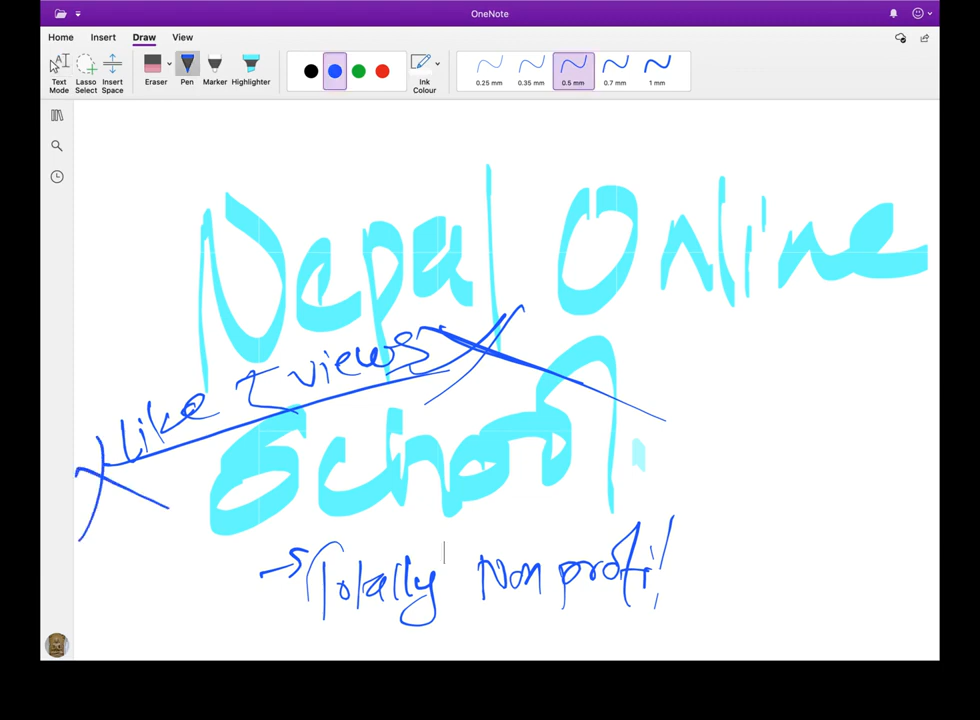 OneNote
Home Insert Draw View
Text Mode
Lasso Select
Insert Space
Eraser
Pen
Marker
Highlighter
Ink Colour
0.25 mm
0.35 mm
0.5 mm
0.7 mm
1 mm
Nepal Online
like & views
School
→ Totally Non profit